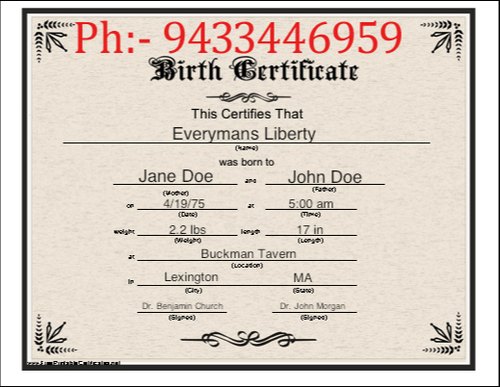 Ph:- 9433446959
Birth Certificate
This Certifies That
Everymans Liberty
(Name)
was born to
Jane Doe and John Doe
(Mother) (Father)
on 4/19/75 at 5:00 am
(Date) (Time)
weight 2.2 lbs length 17 in
(Weight) (Length)
at Buckman Tavern
(Location)
in Lexington MA
(City) (State)
Dr. Benjamin Church Dr. John Morgan
(Signed) (Signed)
www.FreePrintableCertificates.net